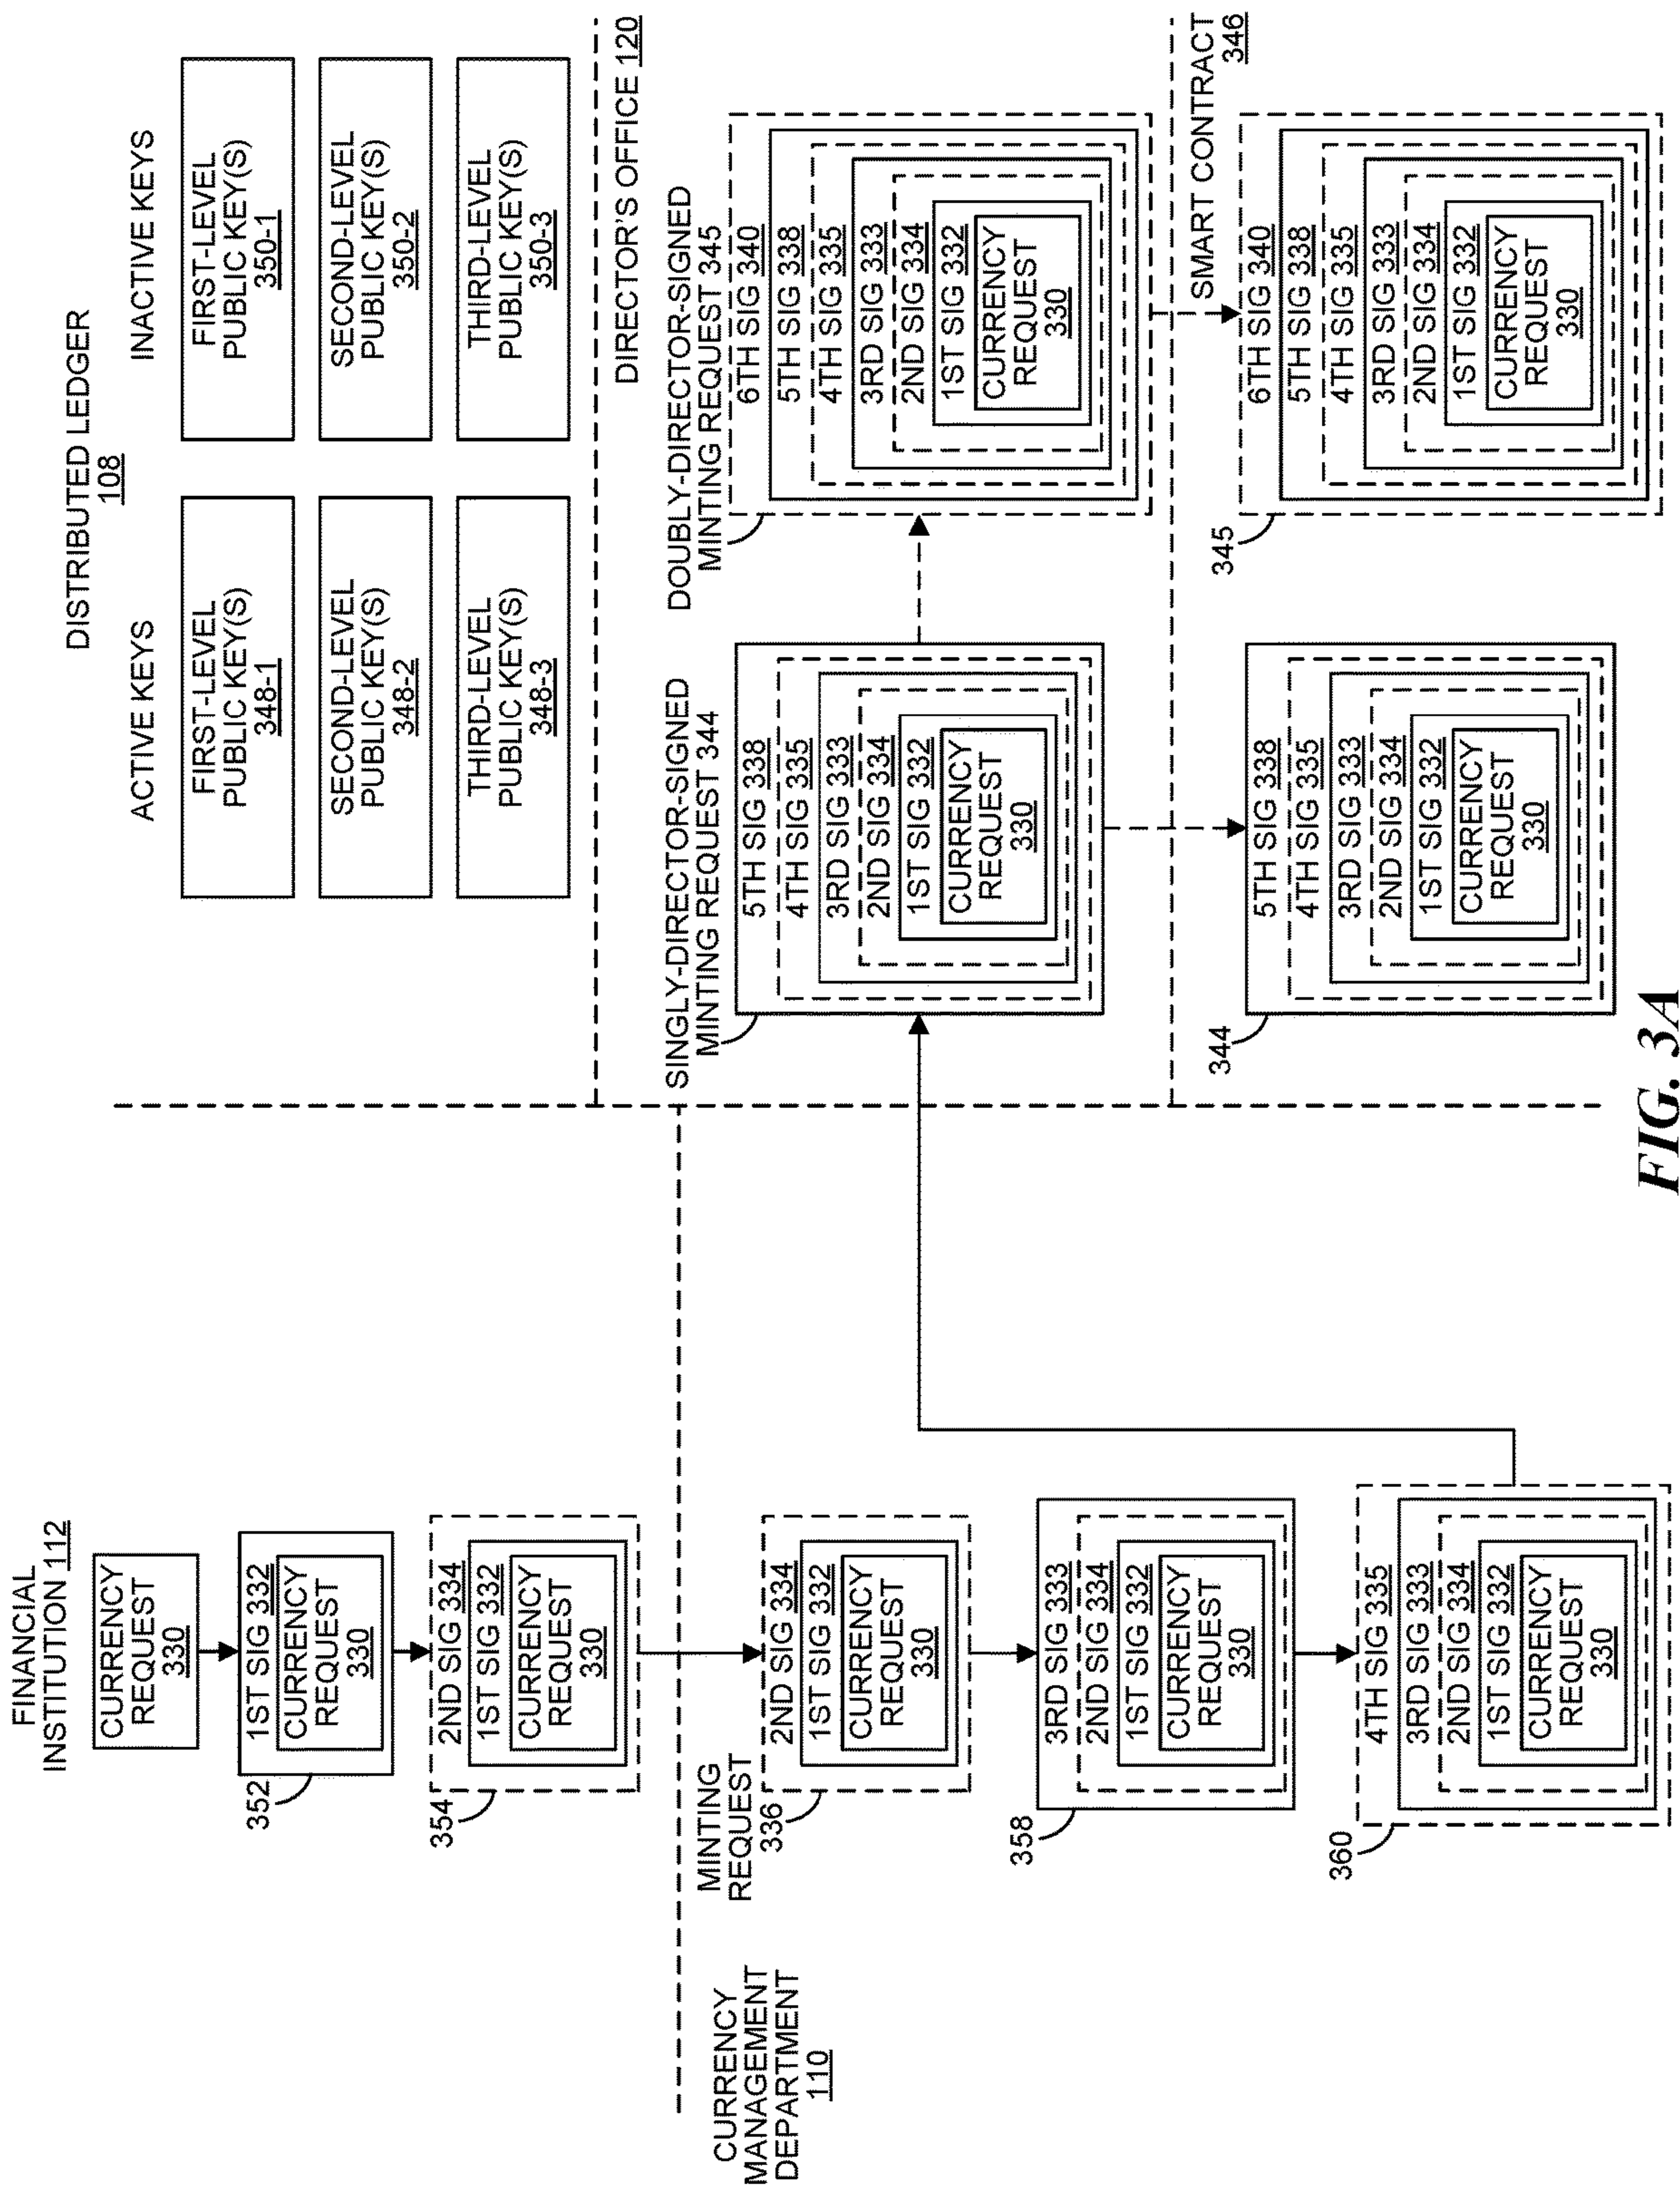 FINANCIAL
INSTITUTION 112
CURRENCY
REQUEST
330
352
1ST SIG 332
CURRENCY
REQUEST
330
354
2ND SIG 334
1ST SIG 332
CURRENCY
REQUEST
330
CURRENCY
MANAGEMENT
DEPARTMENT
110
MINTING
REQUEST
336
2ND SIG 334
1ST SIG 332
CURRENCY
REQUEST
330
358
3RD SIG 333
2ND SIG 334
1ST SIG 332
CURRENCY
REQUEST
330
360
4TH SIG 335
3RD SIG 333
2ND SIG 334
1ST SIG 332
CURRENCY
REQUEST
330
DISTRIBUTED LEDGER
108
ACTIVE KEYS
FIRST-LEVEL
PUBLIC KEY(S)
348-1
SECOND-LEVEL
PUBLIC KEY(S)
348-2
THIRD-LEVEL
PUBLIC KEY(S)
348-3
INACTIVE KEYS
FIRST-LEVEL
PUBLIC KEY(S)
350-1
SECOND-LEVEL
PUBLIC KEY(S)
350-2
THIRD-LEVEL
PUBLIC KEY(S)
350-3
DIRECTOR'S OFFICE 120
SINGLY-DIRECTOR-SIGNED
MINTING REQUEST 344
5TH SIG 338
4TH SIG 335
3RD SIG 333
2ND SIG 334
1ST SIG 332
CURRENCY
REQUEST
330
DOUBLY-DIRECTOR-SIGNED
MINTING REQUEST 345
6TH SIG 340
5TH SIG 338
4TH SIG 335
3RD SIG 333
2ND SIG 334
1ST SIG 332
CURRENCY
REQUEST
330
SMART CONTRACT
346
344
5TH SIG 338
4TH SIG 335
3RD SIG 333
2ND SIG 334
1ST SIG 332
CURRENCY
REQUEST
330
345
6TH SIG 340
5TH SIG 338
4TH SIG 335
3RD SIG 333
2ND SIG 334
1ST SIG 332
CURRENCY
REQUEST
330
FIG. 3A